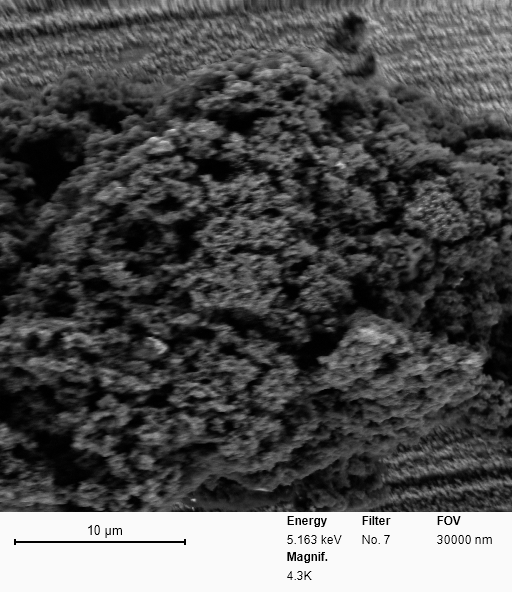 10 µm
Energy Filter FOV
5.163 keV No. 7 30000 nm
Magnif.
4.3K